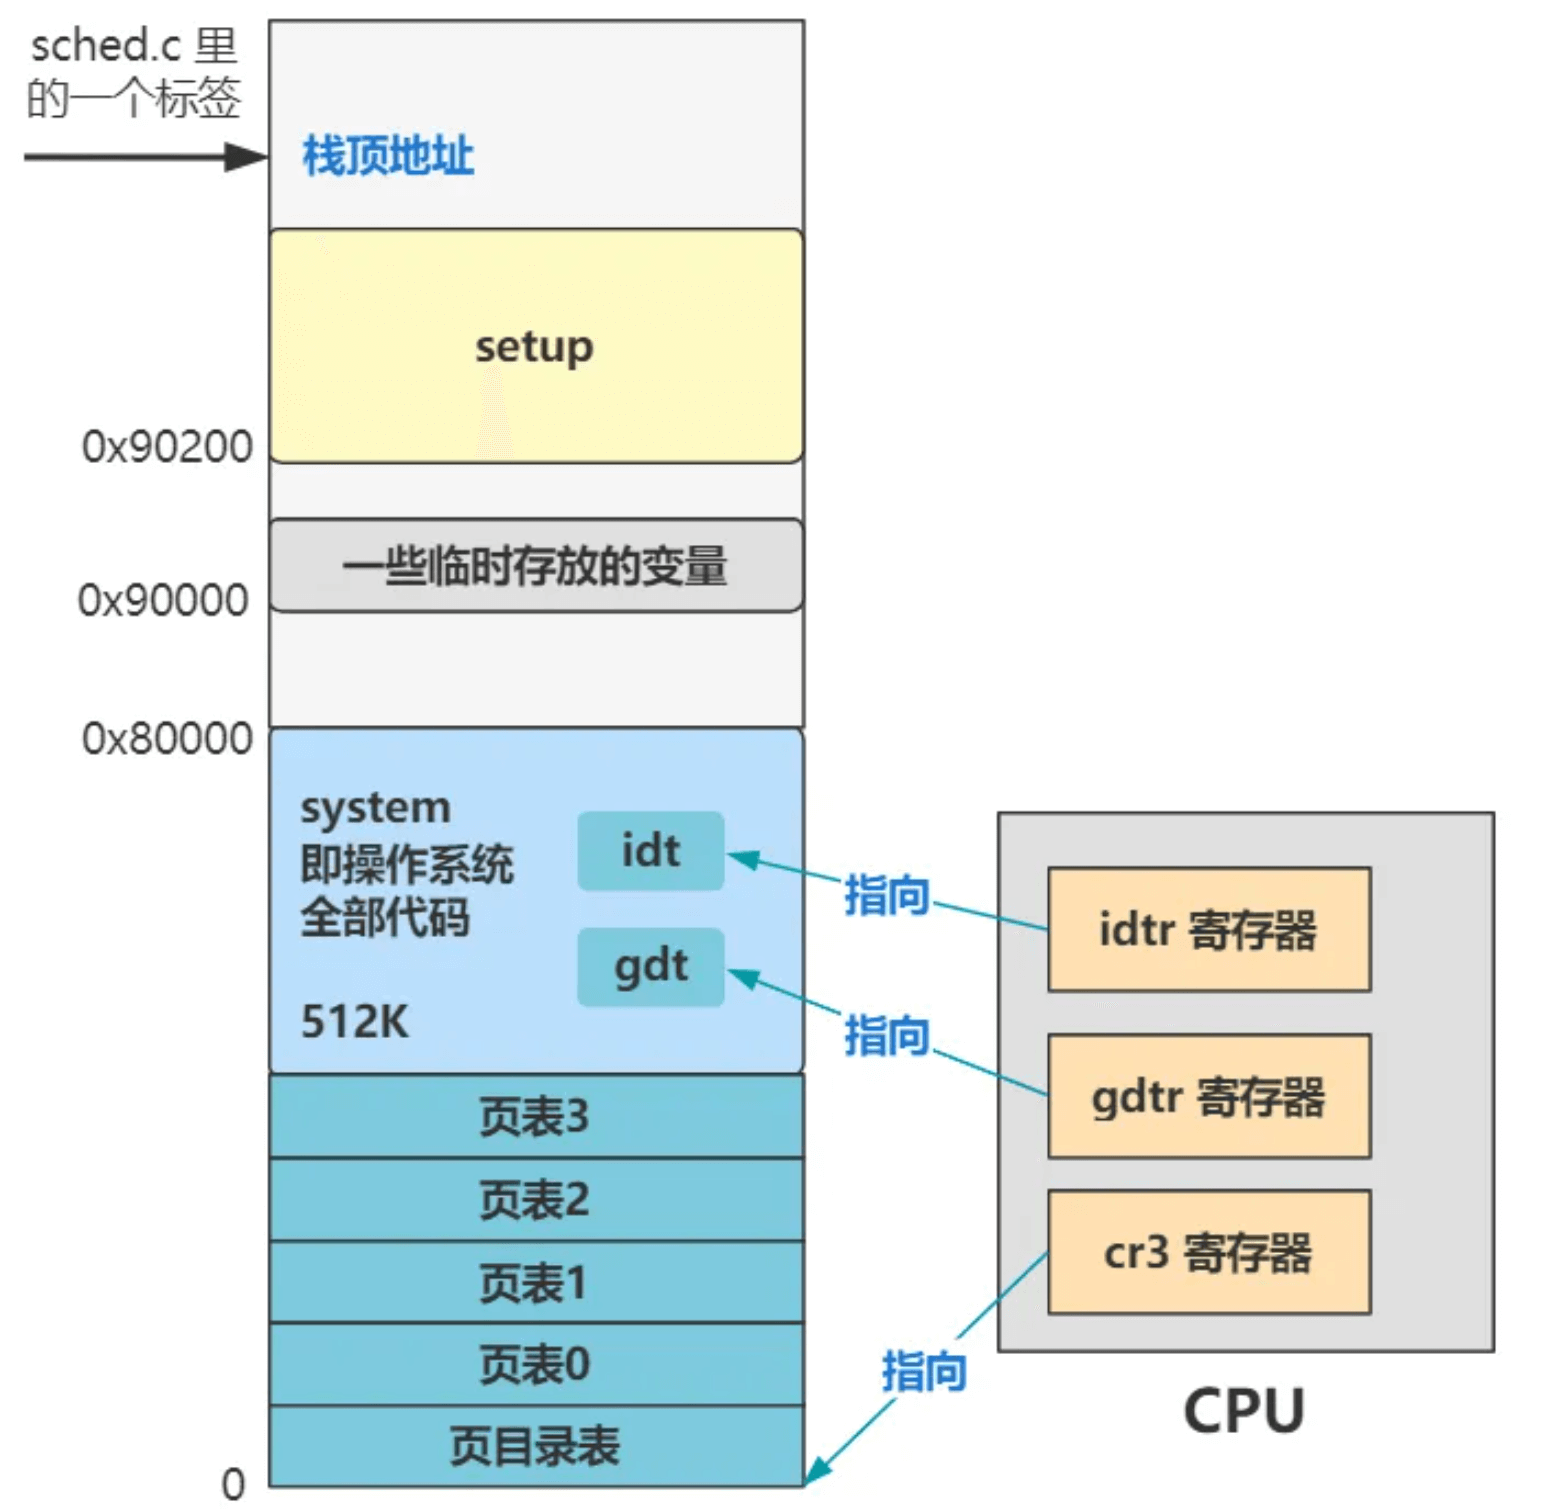 sched.c 里
的一个标签
栈顶地址
setup
0x90200
一些临时存放的变量
0x90000
0x80000
system
即操作系统
全部代码
512K
idt
gdt
指向
指向
idtr 寄存器
gdtr 寄存器
cr3 寄存器
指向
CPU
页表3
页表2
页表1
页表0
页目录表
0